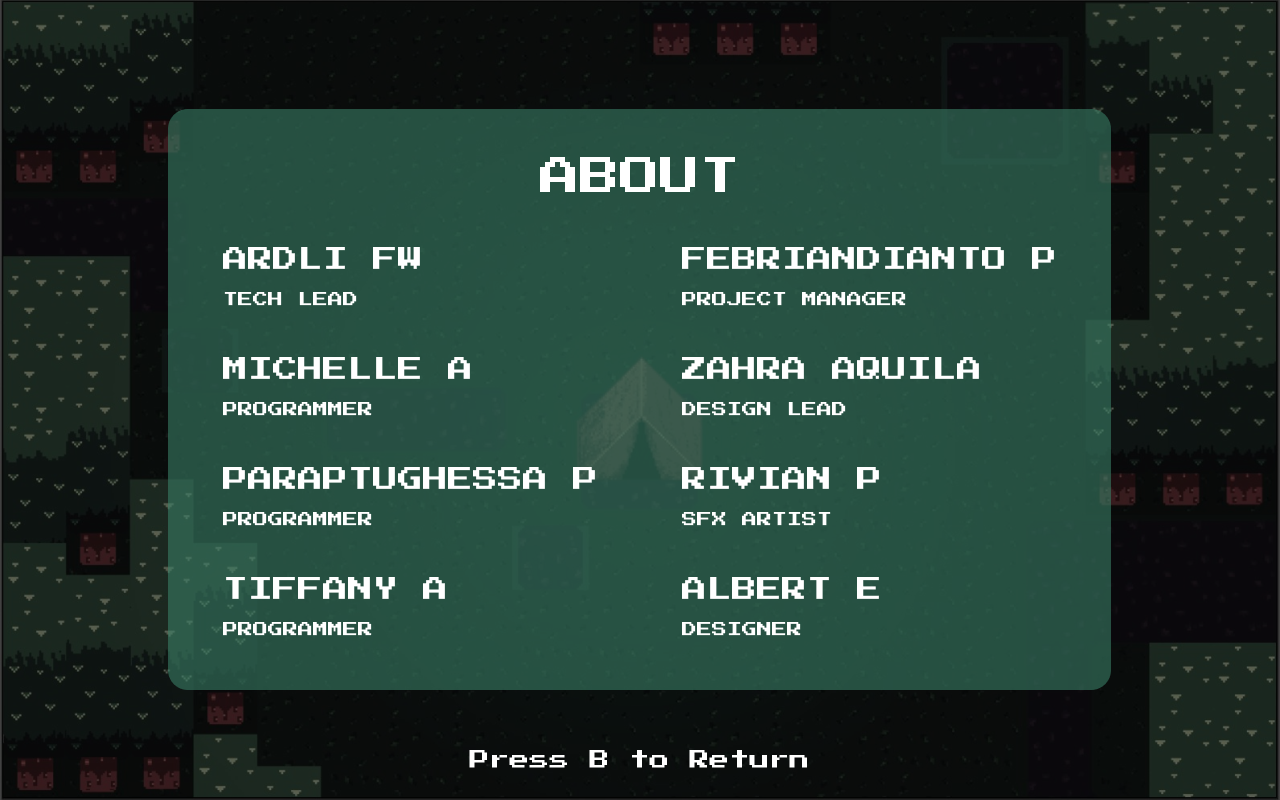 ABOUT
ARDLI FW
TECH LEAD
FEBRIANDIANTO P
PROJECT MANAGER
MICHELLE A
PROGRAMMER
ZAHRA AQUILA
DESIGN LEAD
PARAPTUGHESSA P
PROGRAMMER
RIVIAN P
SFX ARTIST
TIFFANY A
PROGRAMMER
ALBERT E
DESIGNER
Press B to Return